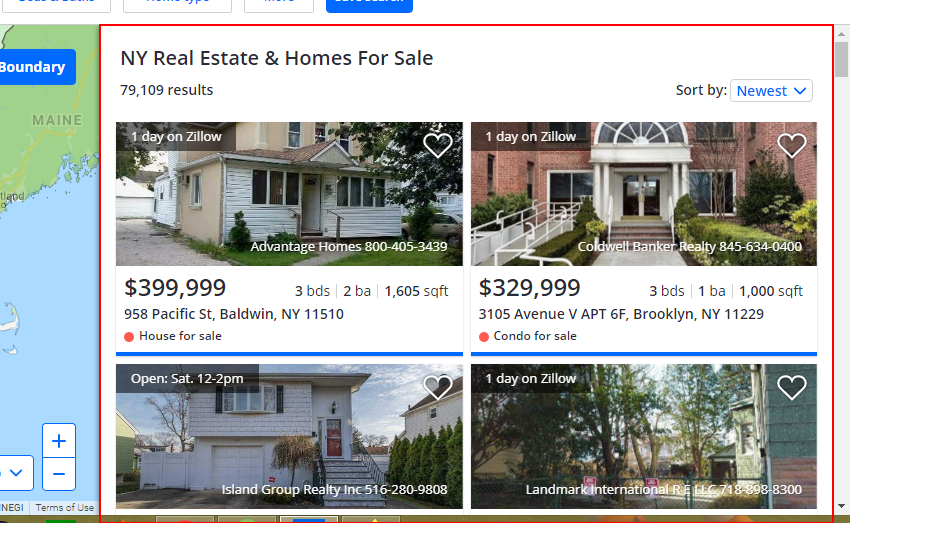 Save search
Boundary
MAINE
NY Real Estate & Homes For Sale
79,109 results
Sort by: Newest
1 day on Zillow
Advantage Homes 800-405-3439
$399,999
3 bds 2 ba 1,605 sqft
958 Pacific St, Baldwin, NY 11510
House for sale
1 day on Zillow
Coldwell Banker Realty 845-634-0400
$329,999
3 bds 1 ba 1,000 sqft
3105 Avenue V APT 6F, Brooklyn, NY 11229
Condo for sale
Open: Sat. 12-2pm
Island Group Realty Inc 516-280-9808
1 day on Zillow
Landmark International R E LLC 718-898-8300
INEGI Terms of Use